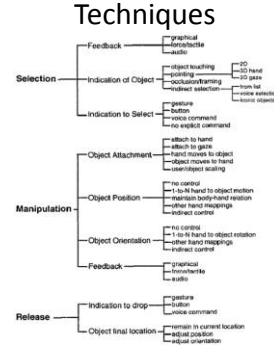 Techniques
Selection
Feedback
graphical
force/tactile
audio
Indication of Object
object touching
pointing
2D
3D hand
3D gaze
occlusion/framing
indirect selection
from list
voice selection
iconic objects
Indication to Select
gesture
button
voice command
no explicit command
Manipulation
Object Attachment
attach to hand
attach to gaze
hand moves to object
object moves to hand
user/object scaling
Object Position
no control
1-to-N hand to object motion
maintain body-hand relation
other hand mappings
indirect control
Object Orientation
no control
1-to-N hand to object rotation
other hand mappings
indirect control
Feedback
graphical
force/tactile
audio
Release
Indication to drop
gesture
button
voice command
Object final location
remain in current location
adjust position
adjust orientation